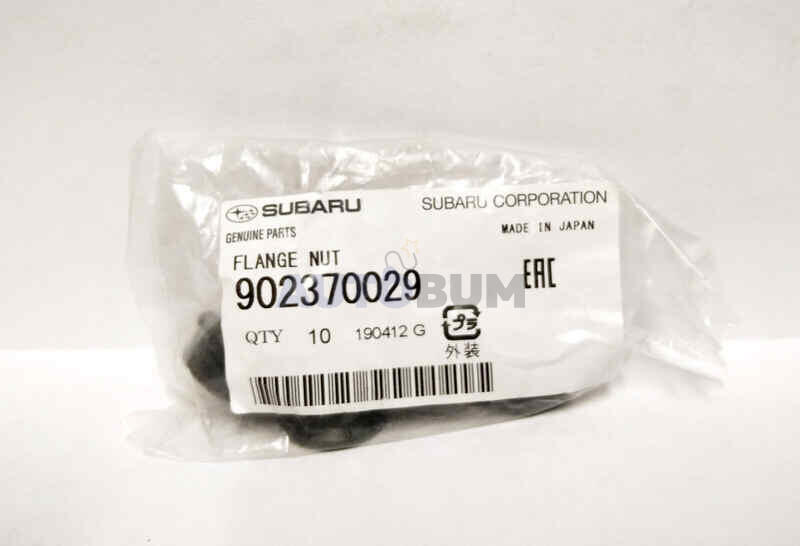 SUBARU SUBARU CORPORATION
GENUINE PARTS MADE IN JAPAN
FLANGE NUT
902370029 EAC
AUTOBUM
QTY 10 190412 G プラ
外装